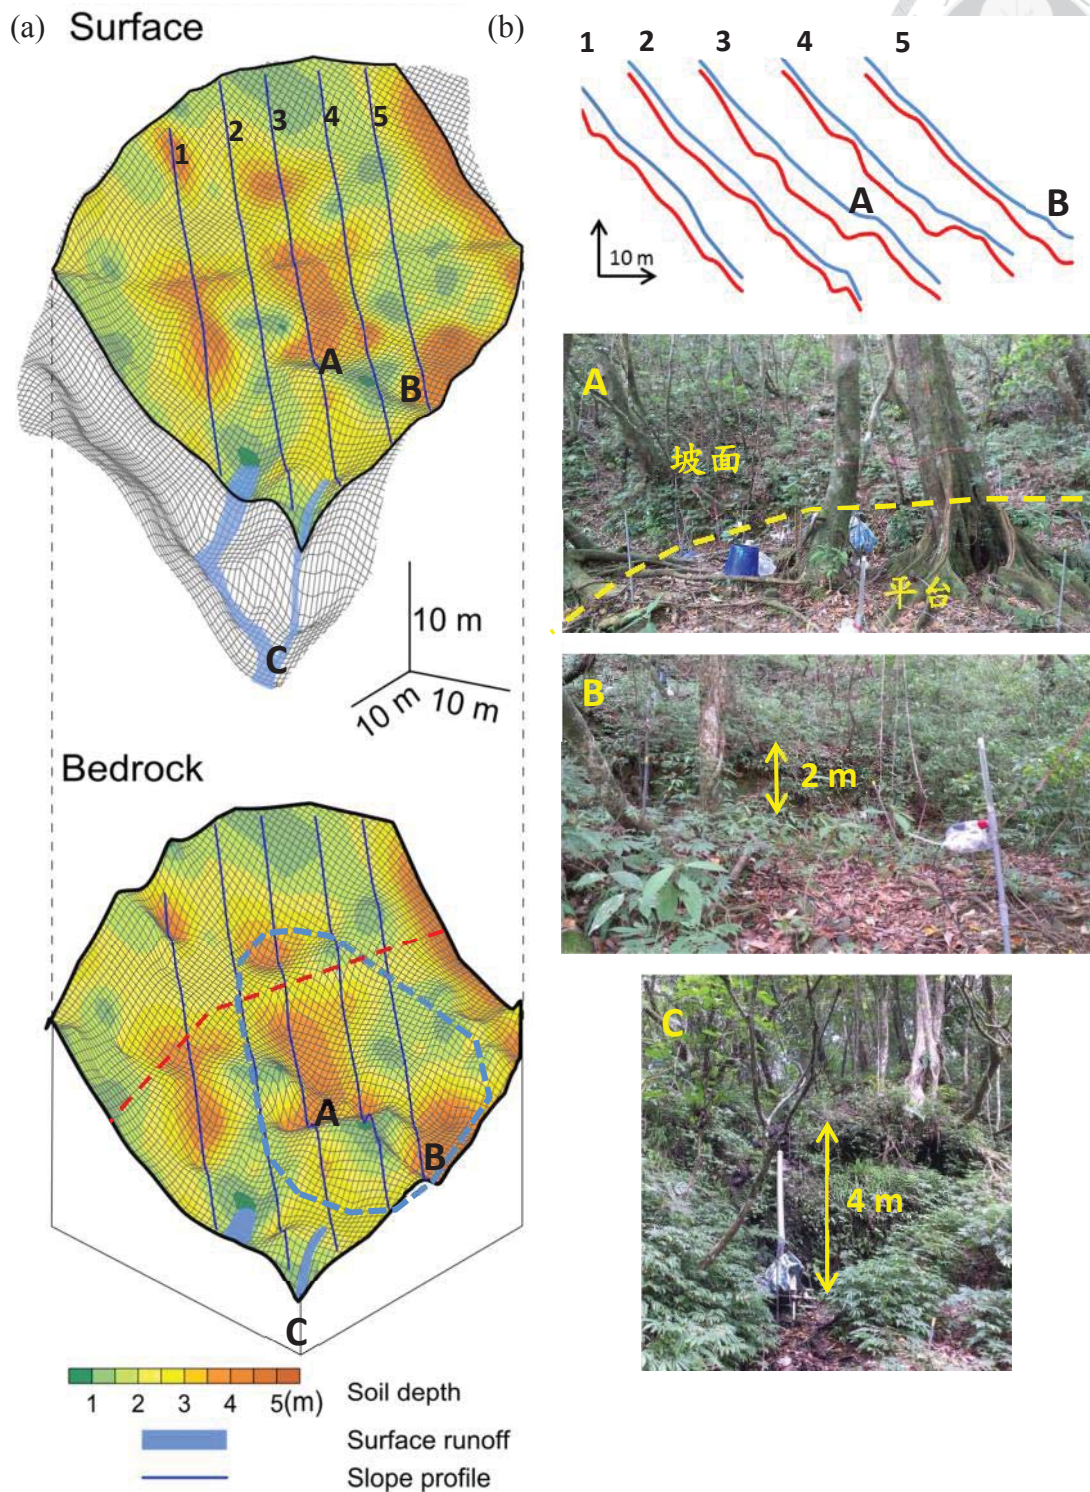 (a)
Surface
1
2
3
4
5
A
B
C
10 m
10 m
10 m
Bedrock
A
B
C
1 2 3 4 5(m)
Soil depth
Surface runoff
Slope profile
(b)
1 2 3 4 5
A
B
10 m
A
坡面
平台
B
2 m
C
4 m